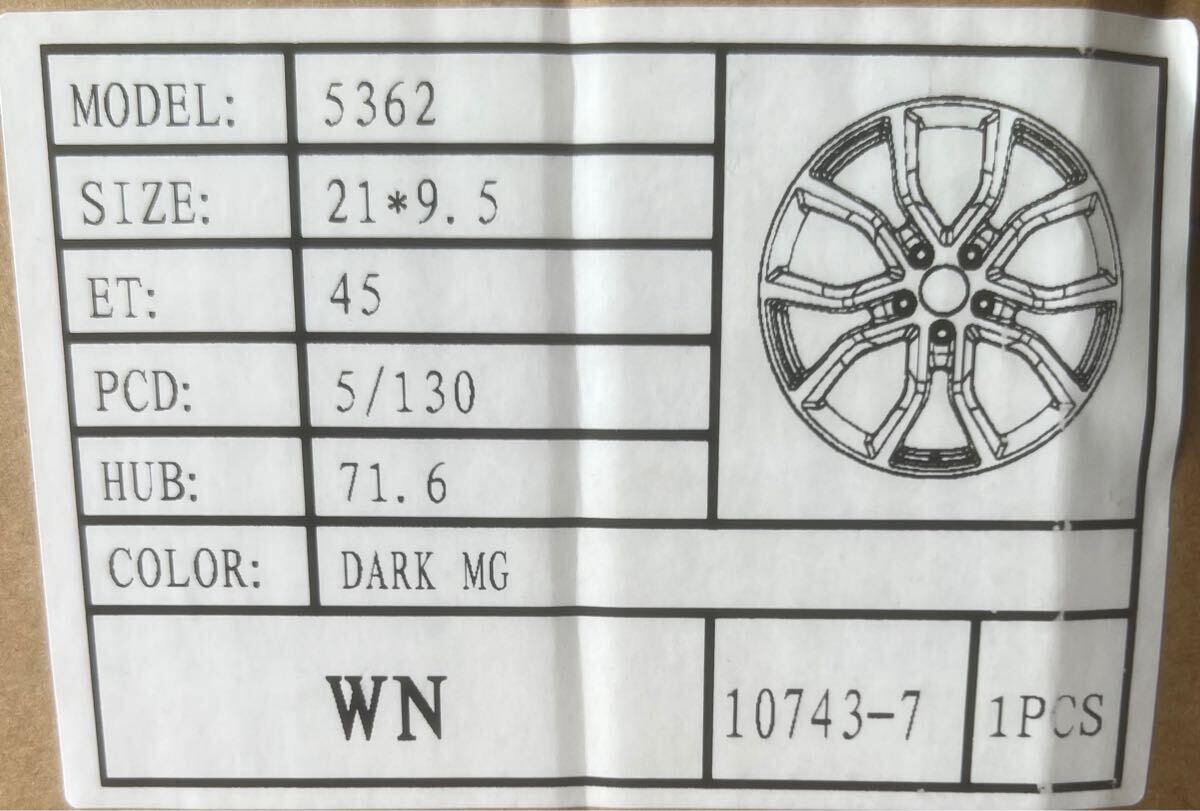 MODEL: 5362
SIZE: 21*9.5
ET: 45
PCD: 5/130
HUB: 71.6
COLOR: DARK MG
WN 10743-7 1PCS